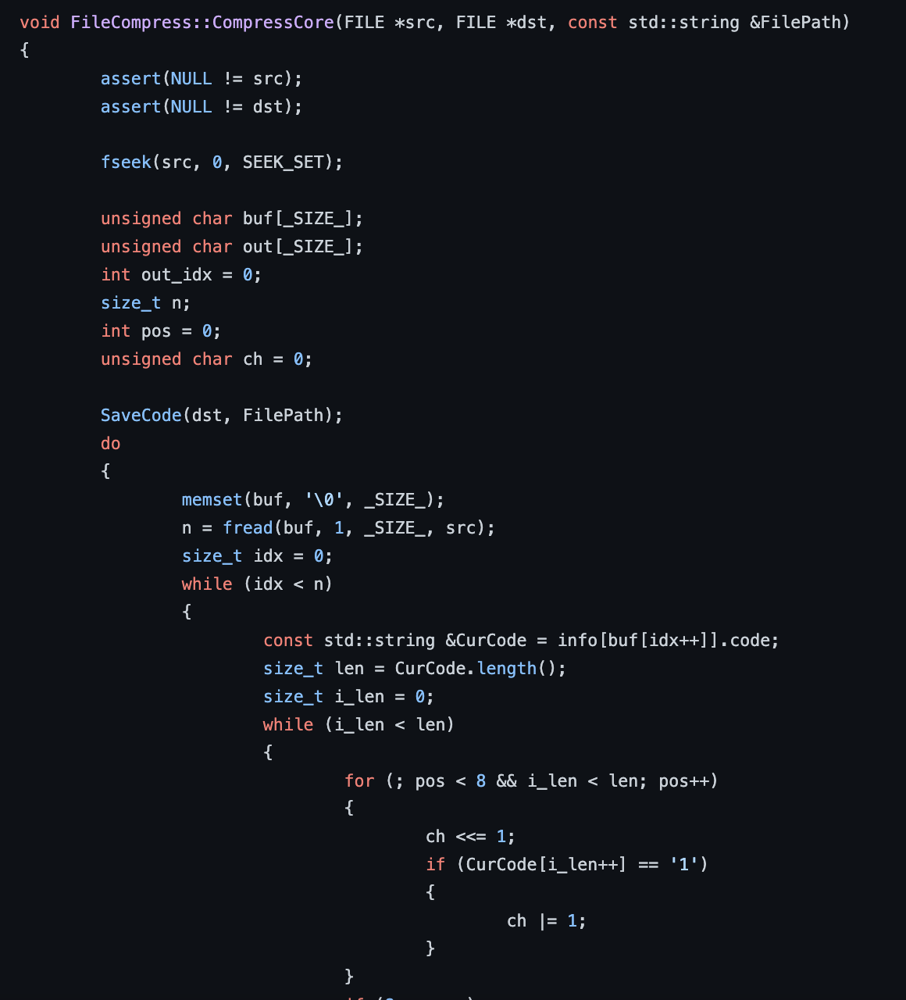 void FileCompress::CompressCore(FILE *src, FILE *dst, const std::string &FilePath)
{
        assert(NULL != src);
        assert(NULL != dst);

        fseek(src, 0, SEEK_SET);

        unsigned char buf[_SIZE_];
        unsigned char out[_SIZE_];
        int out_idx = 0;
        size_t n;
        int pos = 0;
        unsigned char ch = 0;

        SaveCode(dst, FilePath);
        do
        {
                memset(buf, '\0', _SIZE_);
                n = fread(buf, 1, _SIZE_, src);
                size_t idx = 0;
                while (idx < n)
                {
                        const std::string &CurCode = info[buf[idx++]].code;
                        size_t len = CurCode.length();
                        size_t i_len = 0;
                        while (i_len < len)
                        {
                                for (; pos < 8 && i_len < len; pos++)
                                {
                                        ch <<= 1;
                                        if (CurCode[i_len++] == '1')
                                        {
                                                ch |= 1;
                                        }
                                }